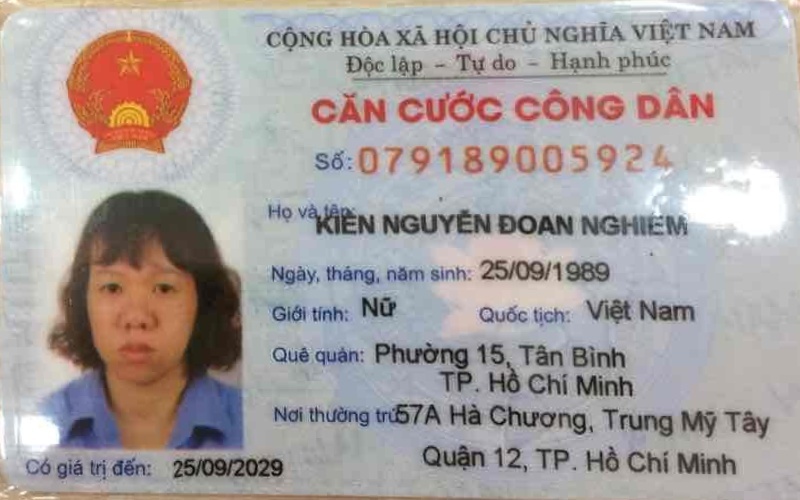 CỘNG HÒA XÃ HỘI CHỦ NGHĨA VIỆT NAM
Độc lập – Tự do – Hạnh phúc
CĂN CƯỚC CÔNG DÂN
Số: 079189005924
Họ và tên:
KIÊN NGUYỄN ĐOAN NGHIEM
Ngày, tháng, năm sinh: 25/09/1989
Giới tính: Nữ Quốc tịch: Việt Nam
Quê quán: Phường 15, Tân Bình
TP. Hồ Chí Minh
Nơi thường trú: 57A Hà Chương, Trung Mỹ Tây
Quận 12, TP. Hồ Chí Minh
Có giá trị đến: 25/09/2029